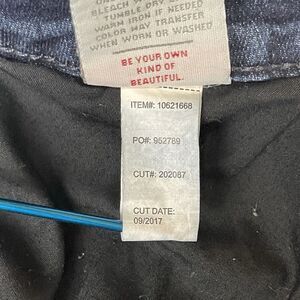 TUMBLE DRY
WARM IRON IF NEEDED
COLOR MAY TRANSFER
WHEN WORN OR WASHED
BE YOUR OWN
KIND OF
BEAUTIFUL.
ITEM#: 10621668
PO#: 952789
CUT#: 202087
CUT DATE:
09/2017